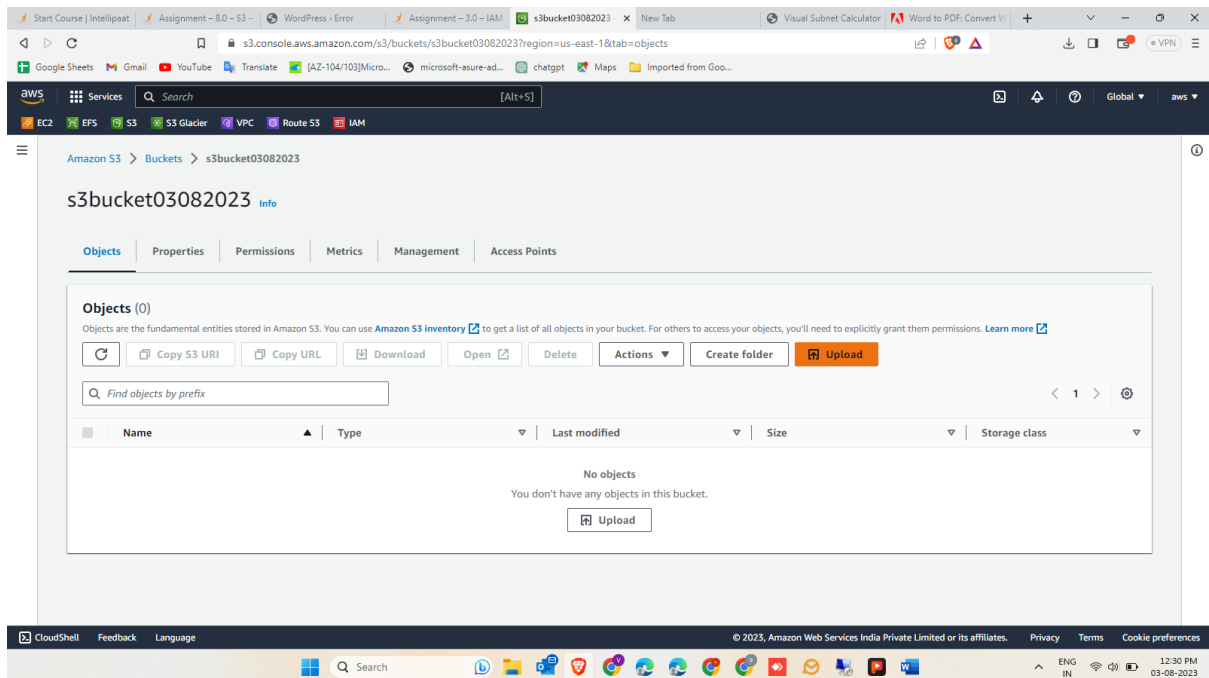 Start Course | Intellipaat Assignment – 8.0 – S3 – WordPress › Error Assignment – 3.0 – IAM s3bucket03082023 - New Tab Visual Subnet Calculator Word to PDF: Convert W
s3.console.aws.amazon.com/s3/buckets/s3bucket03082023?region=us-east-1&tab=objects VPN
Google Sheets Gmail YouTube Translate [AZ-104/103]Micro... microsoft-asure-ad... chatgpt Maps Imported from Goo...
aws Services Search [Alt+S] Global aws
EC2 EFS S3 S3 Glacier VPC Route 53 IAM
Amazon S3 > Buckets > s3bucket03082023
s3bucket03082023 Info
Objects Properties Permissions Metrics Management Access Points
Objects (0)
Objects are the fundamental entities stored in Amazon S3. You can use Amazon S3 inventory to get a list of all objects in your bucket. For others to access your objects, you'll need to explicitly grant them permissions. Learn more
Copy S3 URI Copy URL Download Open Delete Actions Create folder Upload
Find objects by prefix < 1 >
Name Type Last modified Size Storage class
No objects
You don't have any objects in this bucket.
Upload
CloudShell Feedback Language © 2023, Amazon Web Services India Private Limited or its affiliates. Privacy Terms Cookie preferences
Search ENG 12:30 PM
IN 03-08-2023